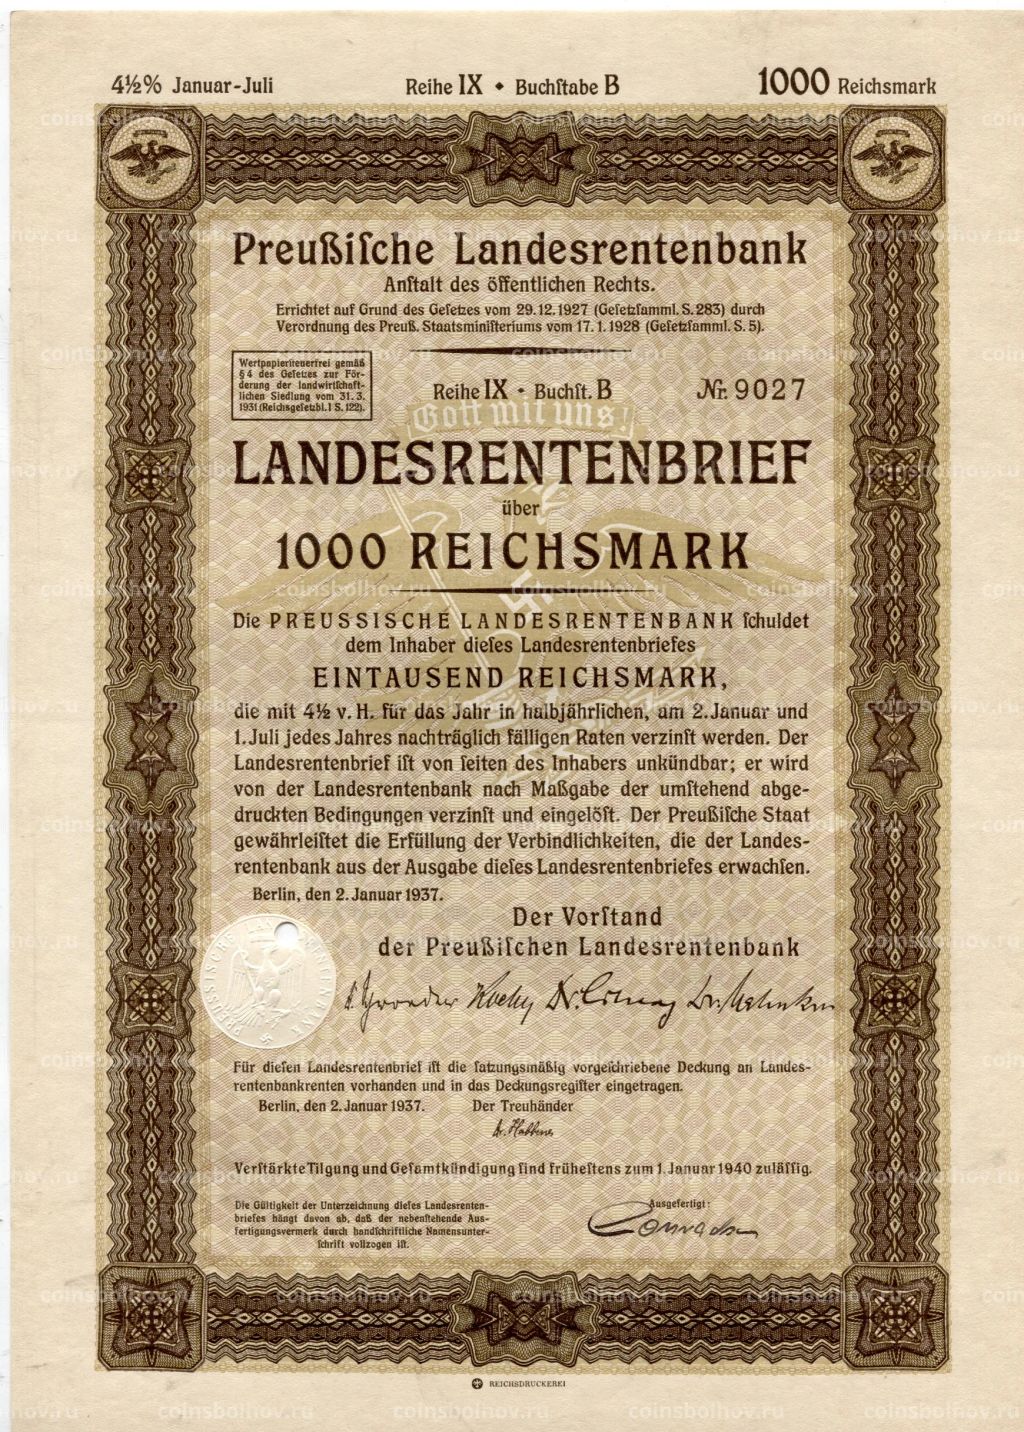 4½% Januar-Juli Reihe IX • Buchſtabe B 1000 Reichsmark
Preußiſche Landesrentenbank
Anſtalt des öffentlichen Rechts.
Errichtet auf Grund des Geſetzes vom 29.12.1927 (Geſetzſamml. S. 283) durch
Verordnung des Preuß. Staatsminiſteriums vom 17. 1. 1928 (Geſetzſamml. S. 5).
Wertpapierſteuerfrei gemäß
§ 4 des Geſetzes zur För-
derung der landwirtſchaft-
lichen Siedlung vom 31. 3.
1931 (Reichsgeſetzbl. I S. 122).
Reihe IX • Buchſt. B Nr. 9027
Gott mit uns!
LANDESRENTENBRIEF
über
1000 REICHSMARK
Die PREUSSISCHE LANDESRENTENBANK ſchuldet
dem Inhaber dieſes Landesrentenbriefes
EINTAUSEND REICHSMARK,
die mit 4½ v. H. für das Jahr in halbjährlichen, am 2. Januar und
1. Juli jedes Jahres nachträglich fälligen Raten verzinſt werden. Der
Landesrentenbrief iſt von ſeiten des Inhabers unkündbar; er wird
von der Landesrentenbank nach Maßgabe der umſtehend abge-
druckten Bedingungen verzinſt und eingelöſt. Der Preußiſche Staat
gewährleiſtet die Erfüllung der Verbindlichkeiten, die der Landes-
rentenbank aus der Ausgabe dieſes Landesrentenbriefes erwachſen.
Berlin, den 2. Januar 1937.
Der Vorſtand
der Preußiſchen Landesrentenbank
PREUSSISCHE LANDESRENTENBANK
Für dieſen Landesrentenbrief iſt die ſatzungsmäßig vorgeſchriebene Deckung an Landes-
rentenbankrenten vorhanden und in das Deckungsregiſter eingetragen.
Berlin, den 2. Januar 1937. Der Treuhänder
Verſtärkte Tilgung und Geſamtkündigung ſind früheſtens zum 1. Januar 1940 zuläſſig.
Die Gültigkeit der Unterzeichnung dieſes Landesrenten-
briefes hängt davon ab, daß der nebenſtehende Aus-
fertigungsvermerk durch handſchriftliche Namensunter-
ſchrift vollzogen iſt.
Ausgefertigt:
REICHSDRUCKEREI
coinsbolhov.ru